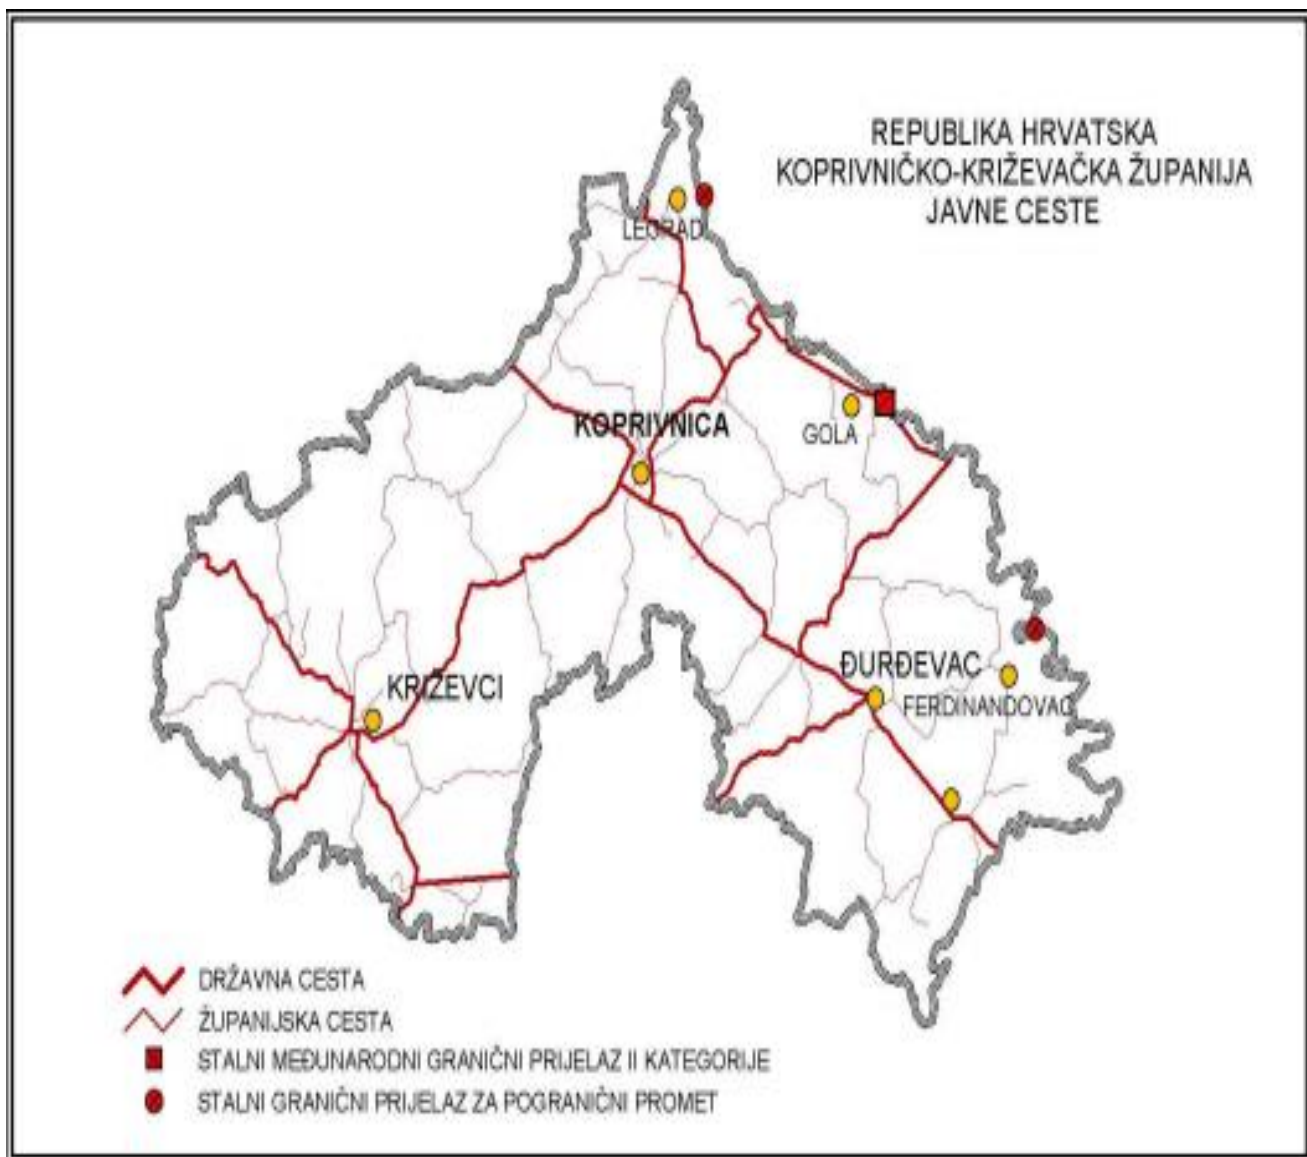 REPUBLIKA HRVATSKA
KOPRIVNIČKO-KRIŽEVAČKA ŽUPANIJA
JAVNE CESTE
LEGRAD
KOPRIVNICA
GOLA
ĐURĐEVAC
KRIŽEVCI
FERDINANDOVAC
DRŽAVNA CESTA
ŽUPANIJSKA CESTA
STALNI MEĐUNARODNI GRANIČNI PRIJELAZ II KATEGORIJE
STALNI GRANIČNI PRIJELAZ ZA POGRANIČNI PROMET